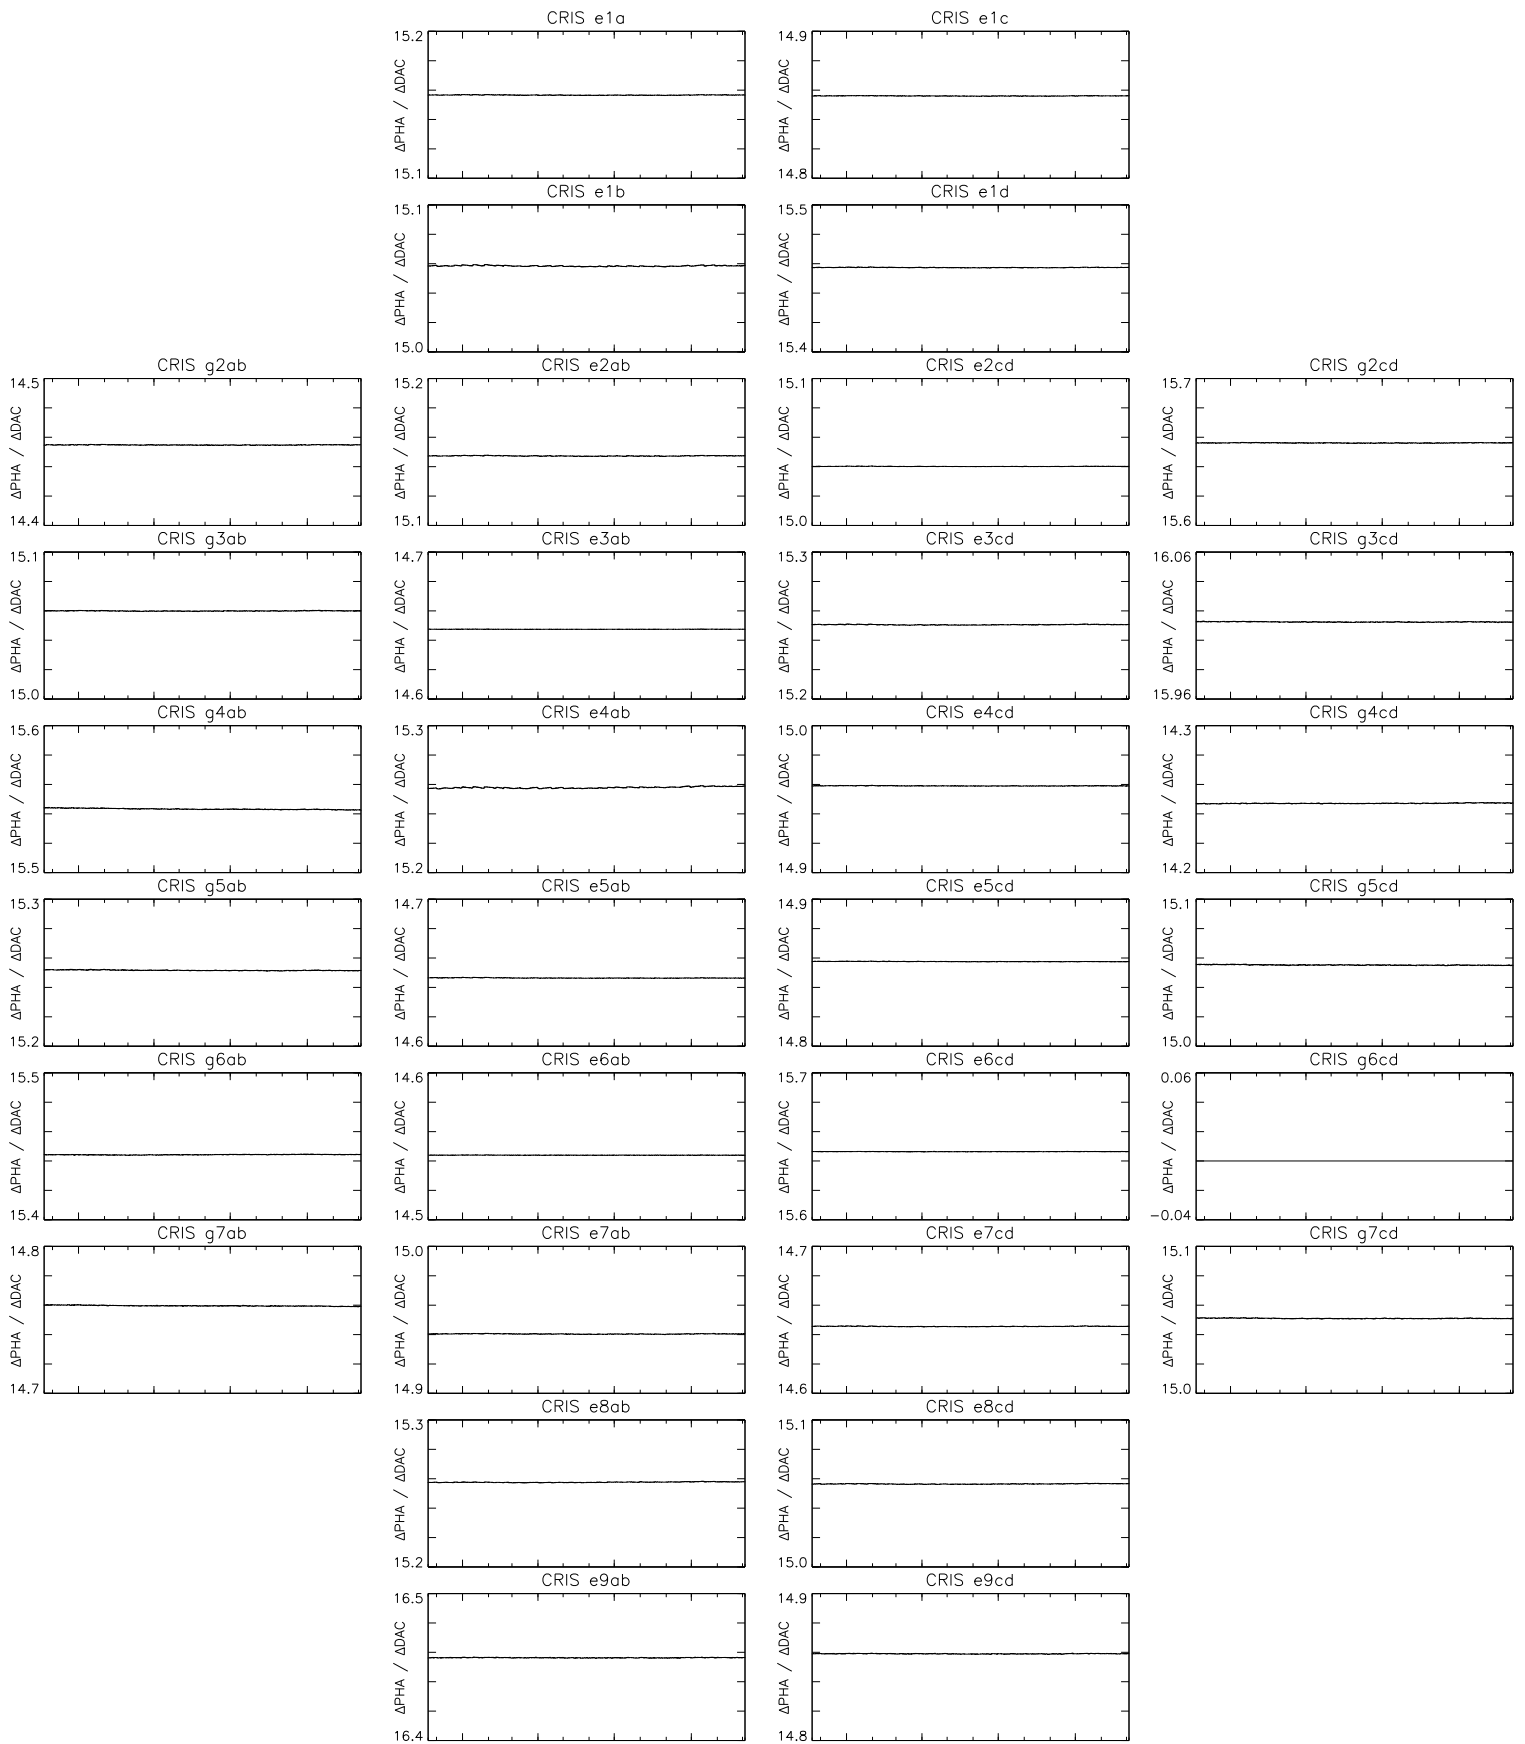 CRIS e1a
15.2
ΔPHA / ΔDAC
15.1
CRIS e1c
14.9
ΔPHA / ΔDAC
14.8
CRIS e1b
15.1
ΔPHA / ΔDAC
15.0
CRIS e1d
15.5
ΔPHA / ΔDAC
15.4
CRIS g2ab
14.5
ΔPHA / ΔDAC
14.4
CRIS e2ab
15.2
ΔPHA / ΔDAC
15.1
CRIS e2cd
15.1
ΔPHA / ΔDAC
15.0
CRIS g2cd
15.7
ΔPHA / ΔDAC
15.6
CRIS g3ab
15.1
ΔPHA / ΔDAC
15.0
CRIS e3ab
14.7
ΔPHA / ΔDAC
14.6
CRIS e3cd
15.3
ΔPHA / ΔDAC
15.2
CRIS g3cd
16.06
ΔPHA / ΔDAC
15.96
CRIS g4ab
15.6
ΔPHA / ΔDAC
15.5
CRIS e4ab
15.3
ΔPHA / ΔDAC
15.2
CRIS e4cd
15.0
ΔPHA / ΔDAC
14.9
CRIS g4cd
14.3
ΔPHA / ΔDAC
14.2
CRIS g5ab
15.3
ΔPHA / ΔDAC
15.2
CRIS e5ab
14.7
ΔPHA / ΔDAC
14.6
CRIS e5cd
14.9
ΔPHA / ΔDAC
14.8
CRIS g5cd
15.1
ΔPHA / ΔDAC
15.0
CRIS g6ab
15.5
ΔPHA / ΔDAC
15.4
CRIS e6ab
14.6
ΔPHA / ΔDAC
14.5
CRIS e6cd
15.7
ΔPHA / ΔDAC
15.6
CRIS g6cd
0.06
ΔPHA / ΔDAC
−0.04
CRIS g7ab
14.8
ΔPHA / ΔDAC
14.7
CRIS e7ab
15.0
ΔPHA / ΔDAC
14.9
CRIS e7cd
14.7
ΔPHA / ΔDAC
14.6
CRIS g7cd
15.1
ΔPHA / ΔDAC
15.0
CRIS e8ab
15.3
ΔPHA / ΔDAC
15.2
CRIS e8cd
15.1
ΔPHA / ΔDAC
15.0
CRIS e9ab
16.5
ΔPHA / ΔDAC
16.4
CRIS e9cd
14.9
ΔPHA / ΔDAC
14.8